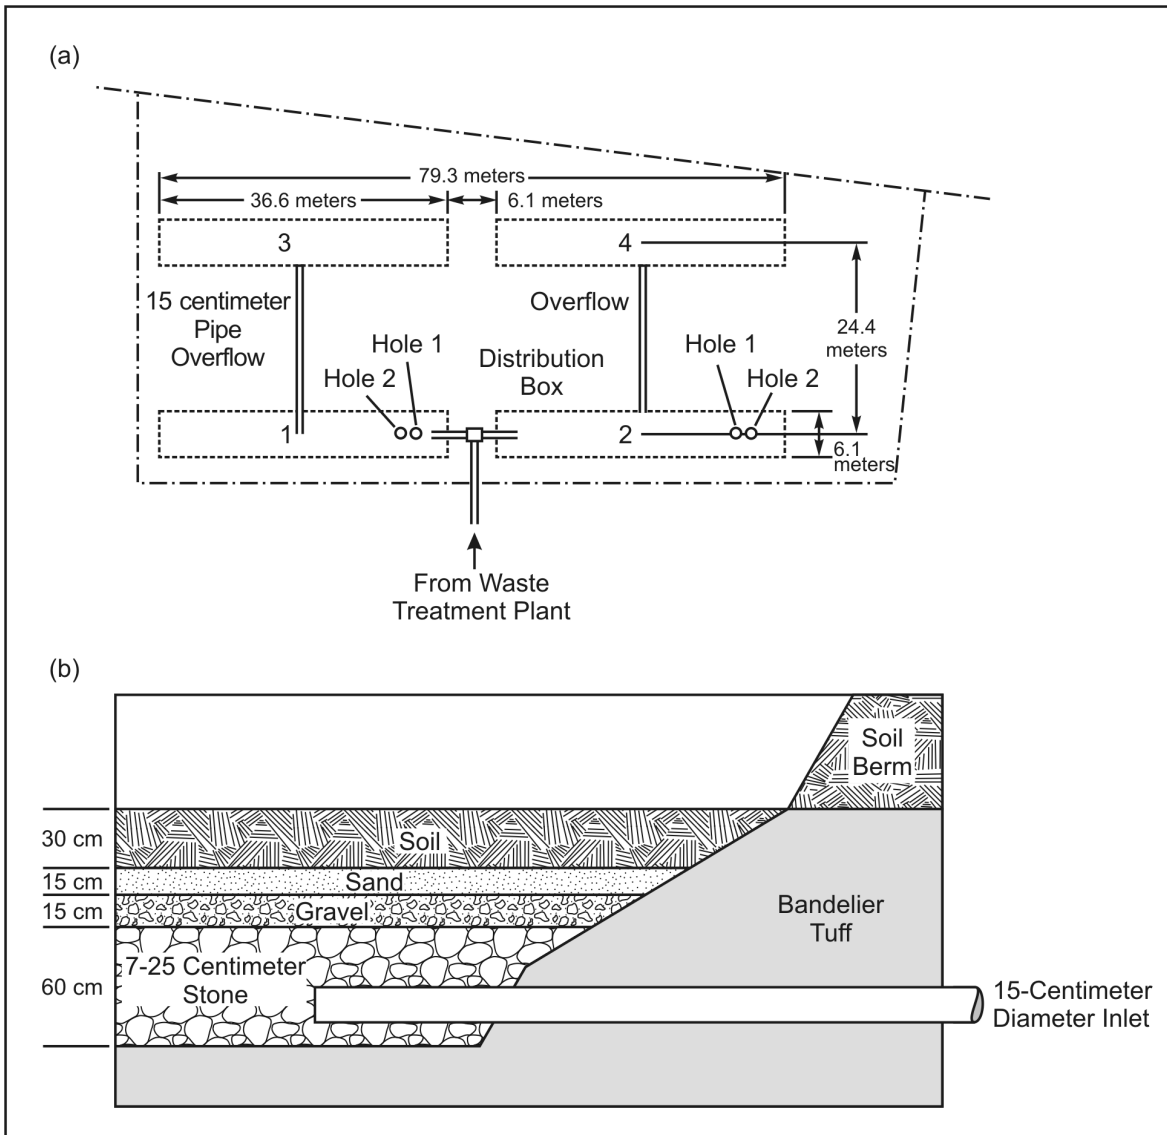 (a)
79.3 meters
36.6 meters
6.1 meters
3
4
15 centimeter
Pipe
Overflow
Overflow
24.4
meters
Hole 1
Hole 2
Distribution
Box
Hole 1
Hole 2
1
2
6.1
meters
From Waste
Treatment Plant
(b)
Soil
Berm
30 cm
Soil
15 cm
Sand
15 cm
Gravel
Bandelier
Tuff
60 cm
7-25 Centimeter
Stone
15-Centimeter
Diameter Inlet